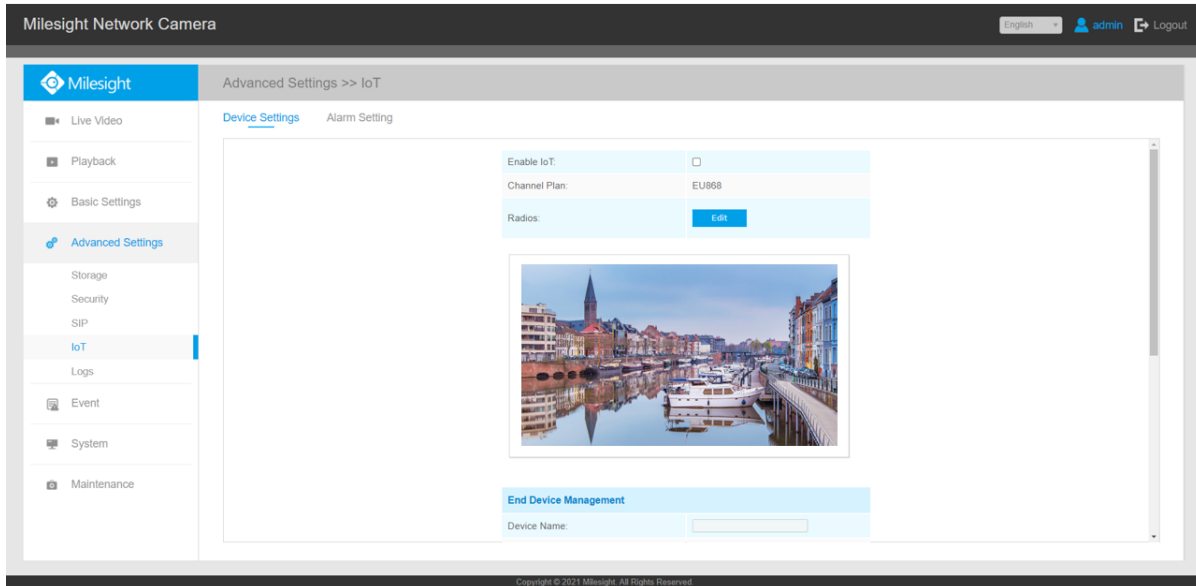 Milesight Network Camera
English
admin
Logout
Milesight
Advanced Settings >> IoT
Live Video
Playback
Basic Settings
Advanced Settings
Storage
Security
SIP
IoT
Logs
Event
System
Maintenance
Device Settings
Alarm Setting
Enable IoT:
Channel Plan:
EU868
Radios:
Edit
End Device Management
Device Name:
Copyright © 2021 Milesight. All Rights Reserved.